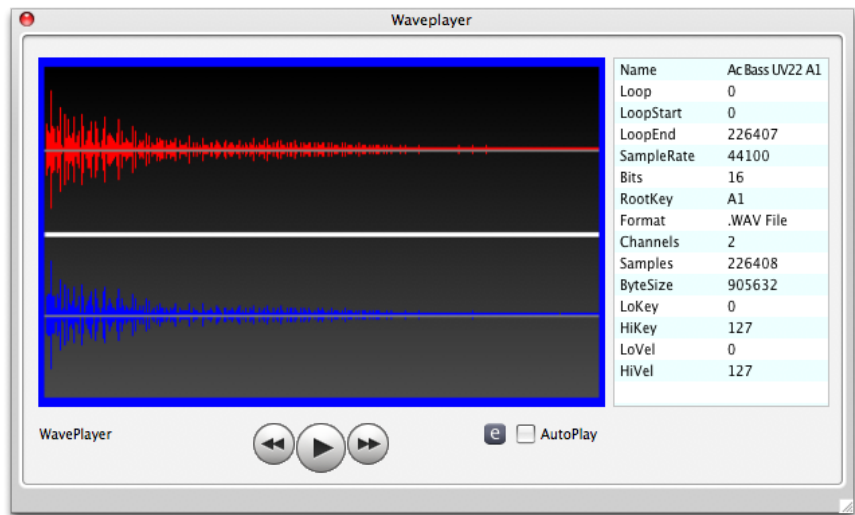 Waveplayer
Name Ac Bass UV22 A1
Loop 0
LoopStart 0
LoopEnd 226407
SampleRate 44100
Bits 16
RootKey A1
Format .WAV File
Channels 2
Samples 226408
ByteSize 905632
LoKey 0
HiKey 127
LoVel 0
HiVel 127
WavePlayer
e AutoPlay